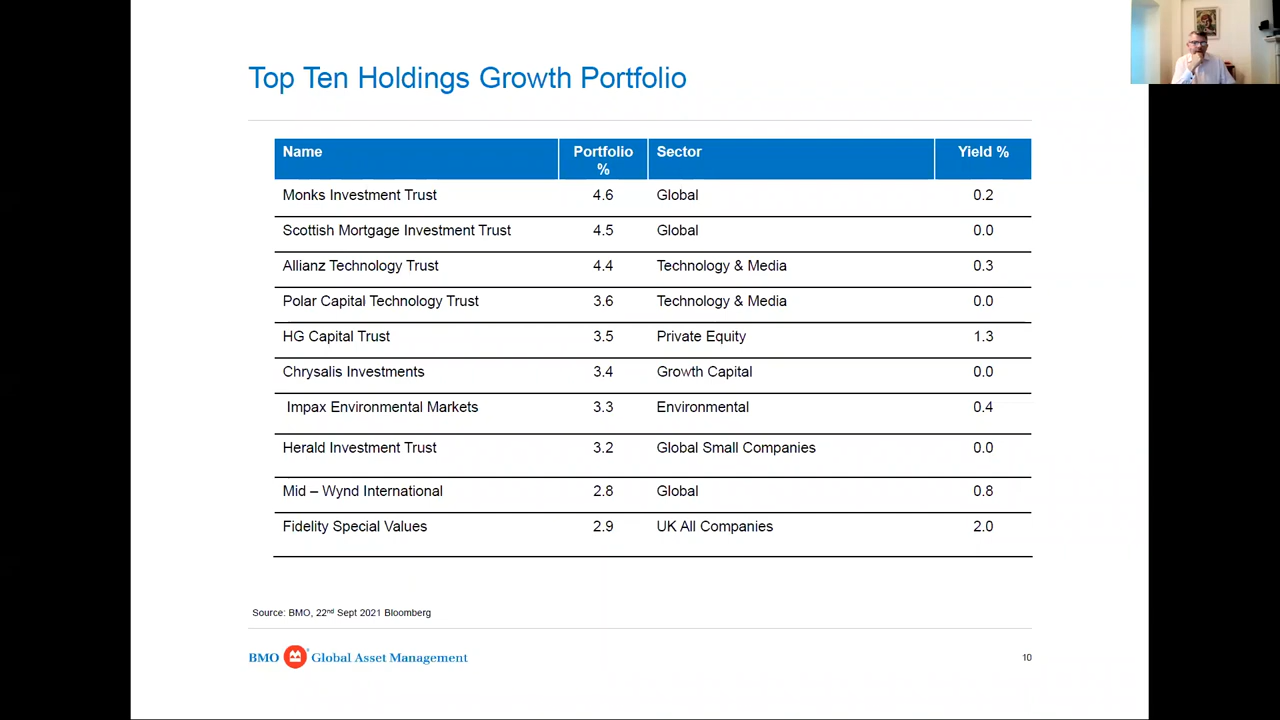 Top Ten Holdings Growth Portfolio
Name Portfolio % Sector Yield %
Monks Investment Trust 4.6 Global 0.2
Scottish Mortgage Investment Trust 4.5 Global 0.0
Allianz Technology Trust 4.4 Technology & Media 0.3
Polar Capital Technology Trust 3.6 Technology & Media 0.0
HG Capital Trust 3.5 Private Equity 1.3
Chrysalis Investments 3.4 Growth Capital 0.0
Impax Environmental Markets 3.3 Environmental 0.4
Herald Investment Trust 3.2 Global Small Companies 0.0
Mid – Wynd International 2.8 Global 0.8
Fidelity Special Values 2.9 UK All Companies 2.0
Source: BMO, 22nd Sept 2021 Bloomberg
BMO Global Asset Management 10